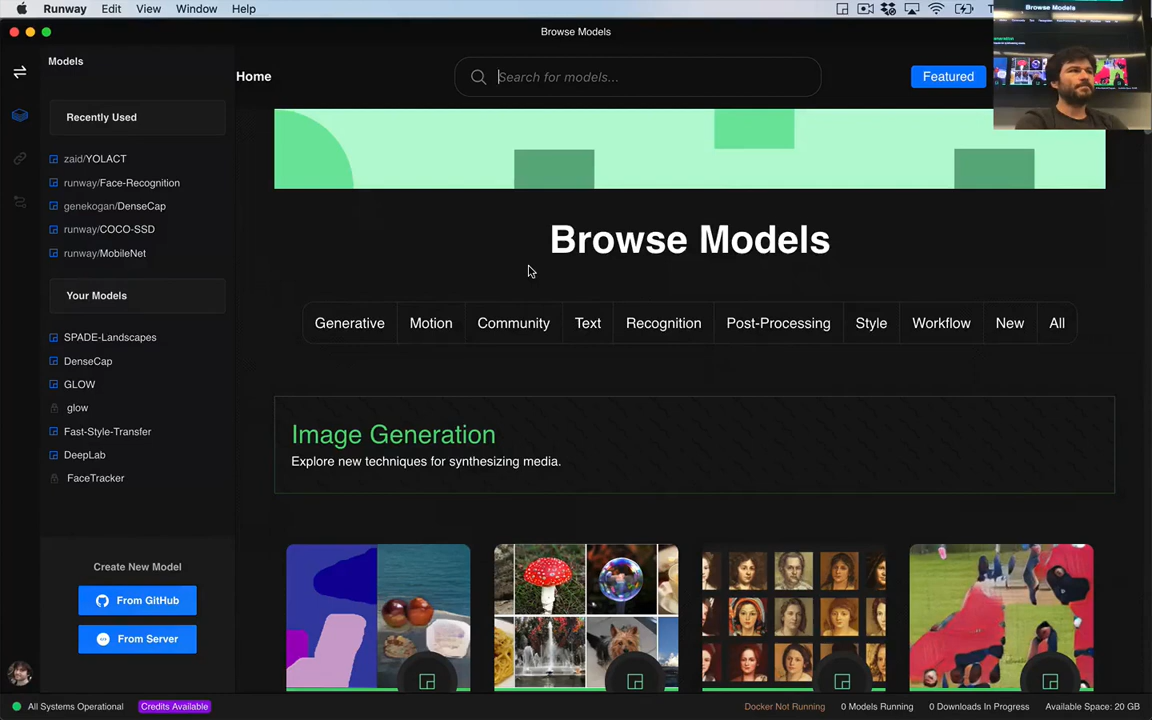 Runway Edit View Window Help
Browse Models
Models
Home
Search for models...
Featured
Recently Used
zaid/YOLACT
runway/Face-Recognition
genekogan/DenseCap
runway/COCO-SSD
runway/MobileNet
Your Models
SPADE-Landscapes
DenseCap
GLOW
glow
Fast-Style-Transfer
DeepLab
FaceTracker
Create New Model
From GitHub
From Server
Browse Models
Generative Motion Community Text Recognition Post-Processing Style Workflow New All
Image Generation
Explore new techniques for synthesizing media.
Browse Models
All Systems Operational Credits Available Docker Not Running 0 Models Running 0 Downloads In Progress Available Space: 20 GB